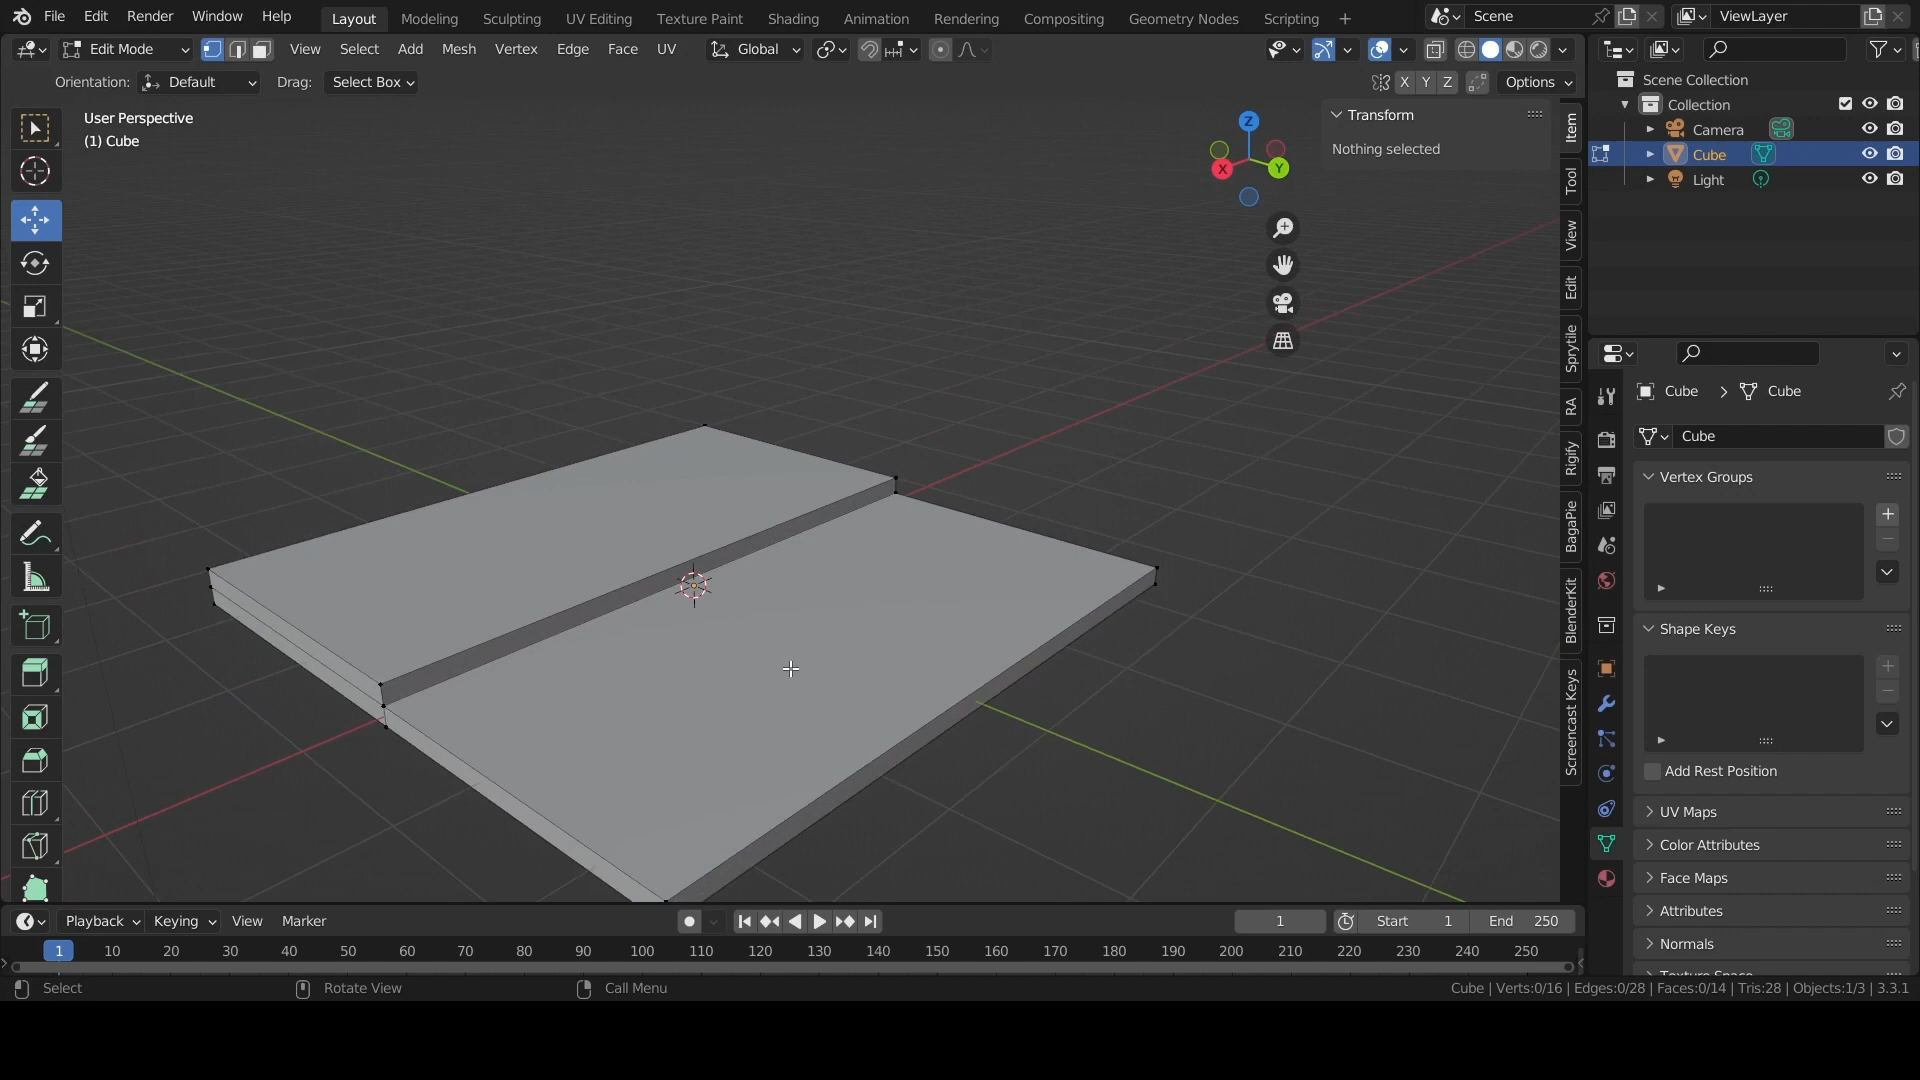 File Edit Render Window Help Layout Modeling Sculpting UV Editing Texture Paint Shading Animation Rendering Compositing Geometry Nodes Scripting + Scene ViewLayer
Edit Mode View Select Add Mesh Vertex Edge Face UV Global
Orientation: Default Drag: Select Box X Y Z Options
User Perspective
(1) Cube
Z
X
Y
Transform
Nothing selected
Item
Tool
View
Edit
Sprytile
RA
Rigify
BagaPie
BlenderKit
Screencast Keys
Scene Collection
Collection
Camera
Cube
Light
Cube > Cube
Cube
Vertex Groups
Shape Keys
Add Rest Position
UV Maps
Color Attributes
Face Maps
Attributes
Normals
Texture Space
Playback Keying View Marker 1 Start 1 End 250
1 10 20 30 40 50 60 70 80 90 100 110 120 130 140 150 160 170 180 190 200 210 220 230 240 250
Select Rotate View Call Menu Cube | Verts:0/16 | Edges:0/28 | Faces:0/14 | Tris:28 | Objects:1/3 | 3.3.1